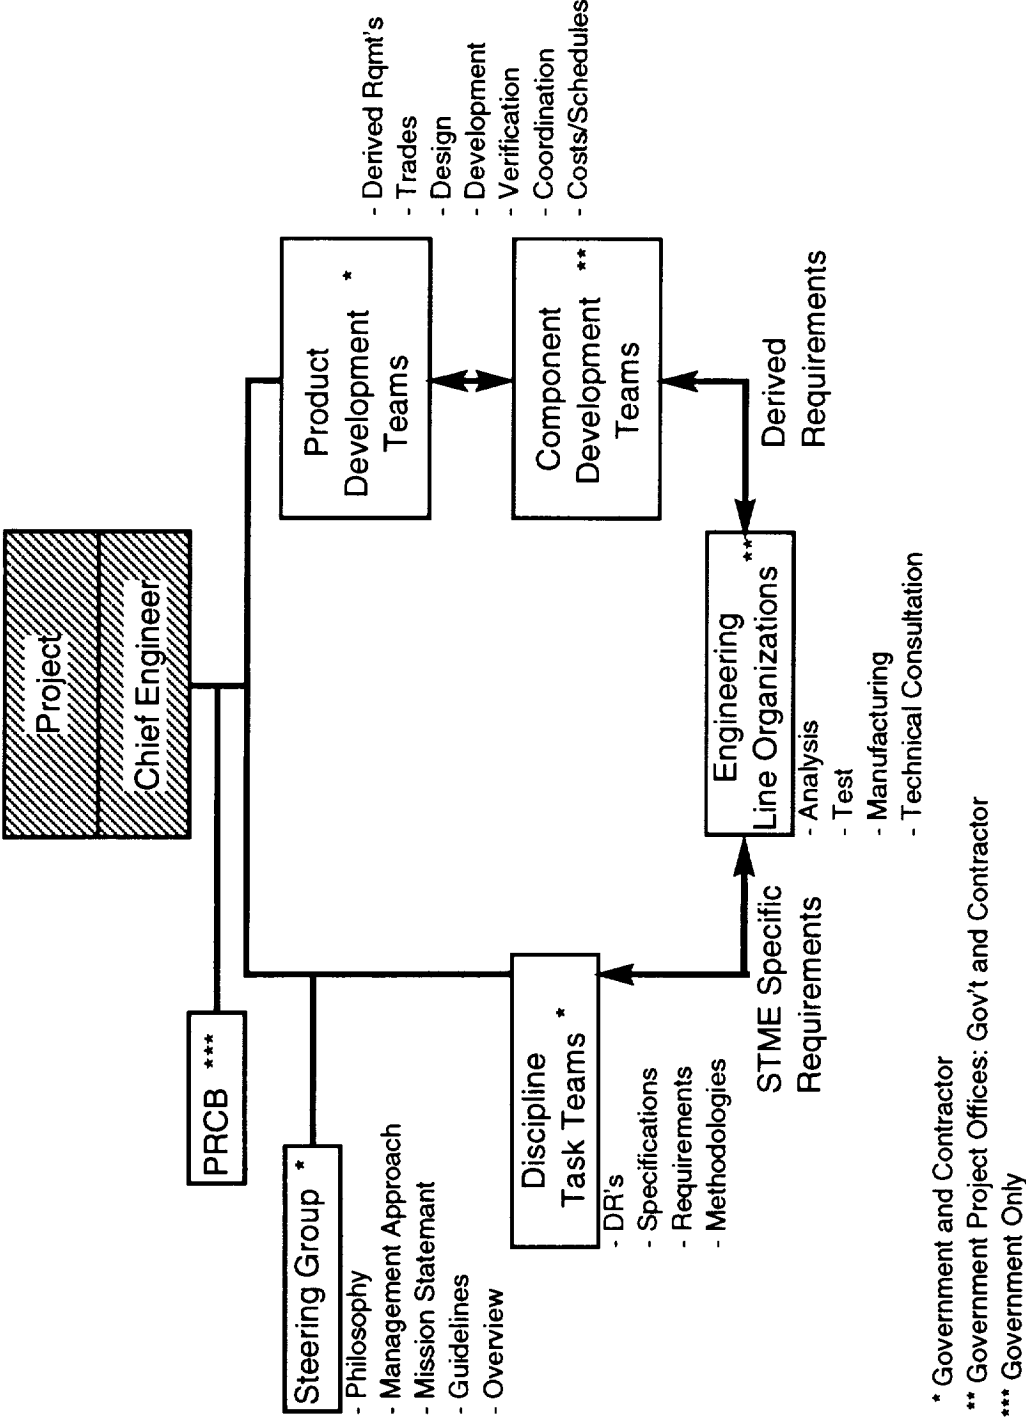 Project
Chief Engineer
PRCB ***
Steering Group *
- Philosophy
- Management Approach
- Mission Statemant
- Guidelines
- Overview
Product
Development *
Teams
- Derived Rqmt's
- Trades
- Design
- Development
- Verification
- Coordination
- Costs/Schedules
Discipline
Task Teams *
- DR's
- Specifications
- Requirements
- Methodologies
Component
Development **
Teams
STME Specific
Requirements
Engineering
Line Organizations **
- Analysis
- Test
- Manufacturing
- Technical Consultation
Derived
Requirements
* Government and Contractor
** Government Project Offices: Gov't and Contractor
*** Government Only